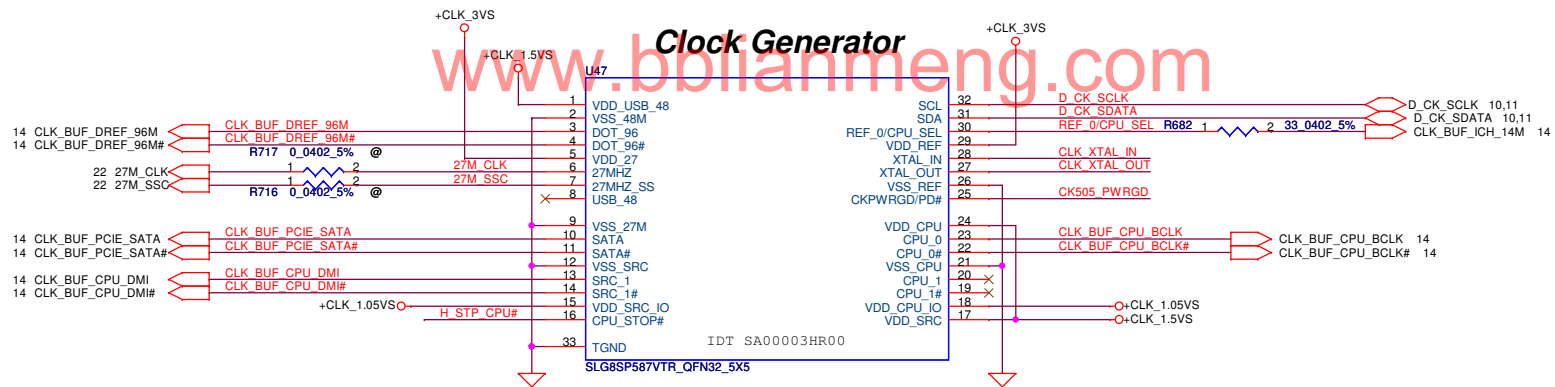 Clock Generator
www.bblianmeng.com
+CLK_3VS
+CLK_1.5VS
+CLK_3VS
U47
1 VDD_USB_48
2 VSS_48M
14 CLK_BUF_DREF_96M CLK_BUF_DREF_96M 3 DOT_96
14 CLK_BUF_DREF_96M# CLK_BUF_DREF_96M# 4 DOT_96#
R717 0_0402_5% @
5 VDD_27
22 27M_CLK 1 2 27M_CLK 6 27MHZ
22 27M_SSC 1 2 27M_SSC 7 27MHZ_SS
R716 0_0402_5% @
8 USB_48
9 VSS_27M
14 CLK_BUF_PCIE_SATA CLK_BUF_PCIE_SATA 10 SATA
14 CLK_BUF_PCIE_SATA# CLK_BUF_PCIE_SATA# 11 SATA#
12 VSS_SRC
14 CLK_BUF_CPU_DMI CLK_BUF_CPU_DMI 13 SRC_1
14 CLK_BUF_CPU_DMI# CLK_BUF_CPU_DMI# 14 SRC_1#
+CLK_1.05VS 15 VDD_SRC_IO
H_STP_CPU# 16 CPU_STOP#
33 TGND
SCL 32 D_CK_SCLK D_CK_SCLK 10,11
SDA 31 D_CK_SDATA D_CK_SDATA 10,11
REF_0/CPU_SEL 30 REF_0/CPU_SEL R682 1 2 33_0402_5% CLK_BUF_ICH_14M 14
VDD_REF 29
XTAL_IN 28 CLK_XTAL_IN
XTAL_OUT 27 CLK_XTAL_OUT
VSS_REF 26
CKPWRGD/PD# 25 CK505_PWRGD
VDD_CPU 24
CPU_0 23 CLK_BUF_CPU_BCLK CLK_BUF_CPU_BCLK 14
CPU_0# 22 CLK_BUF_CPU_BCLK# CLK_BUF_CPU_BCLK# 14
VSS_CPU 21
CPU_1 20
CPU_1# 19
VDD_CPU_IO 18 +CLK_1.05VS
VDD_SRC 17 +CLK_1.5VS
IDT SA00003HR00
SLG8SP587VTR_QFN32_5X5